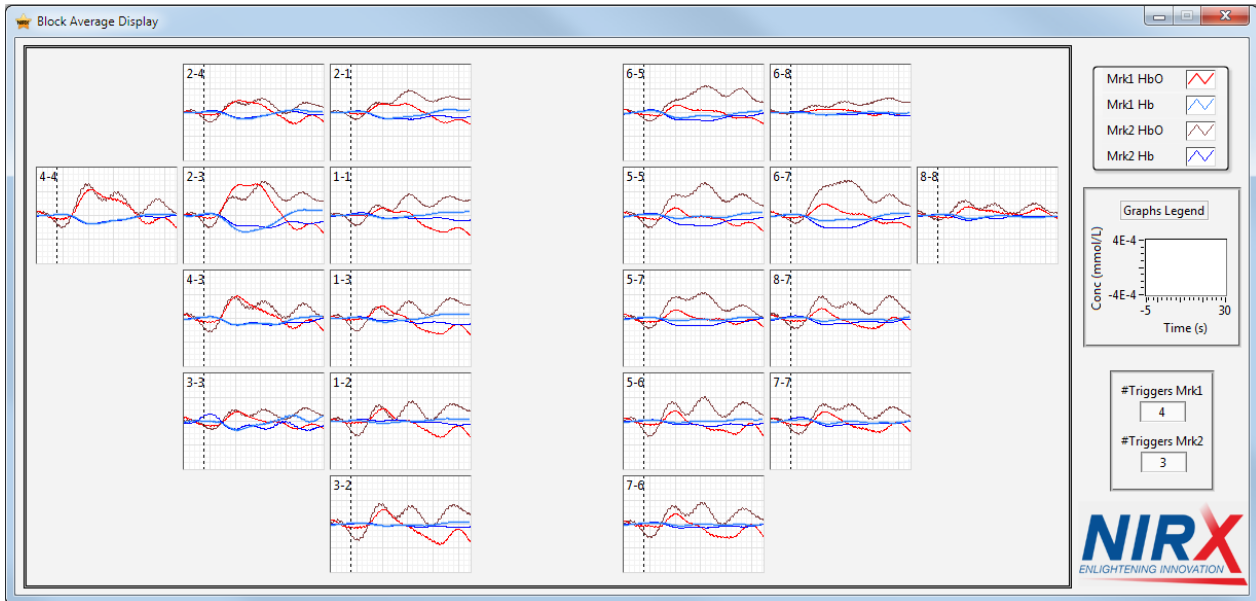 Block Average Display
2-4
2-1
6-5
6-8
4-4
2-3
1-1
5-5
6-7
8-8
4-3
1-3
5-7
8-7
3-3
1-2
5-6
7-7
3-2
7-6
Mrk1 HbO
Mrk1 Hb
Mrk2 HbO
Mrk2 Hb
Graphs Legend
Conc (mmol/L)
4E-4
-4E-4
-5
30
Time (s)
#Triggers Mrk1
4
#Triggers Mrk2
3
NIRX
ENLIGHTENING INNOVATION